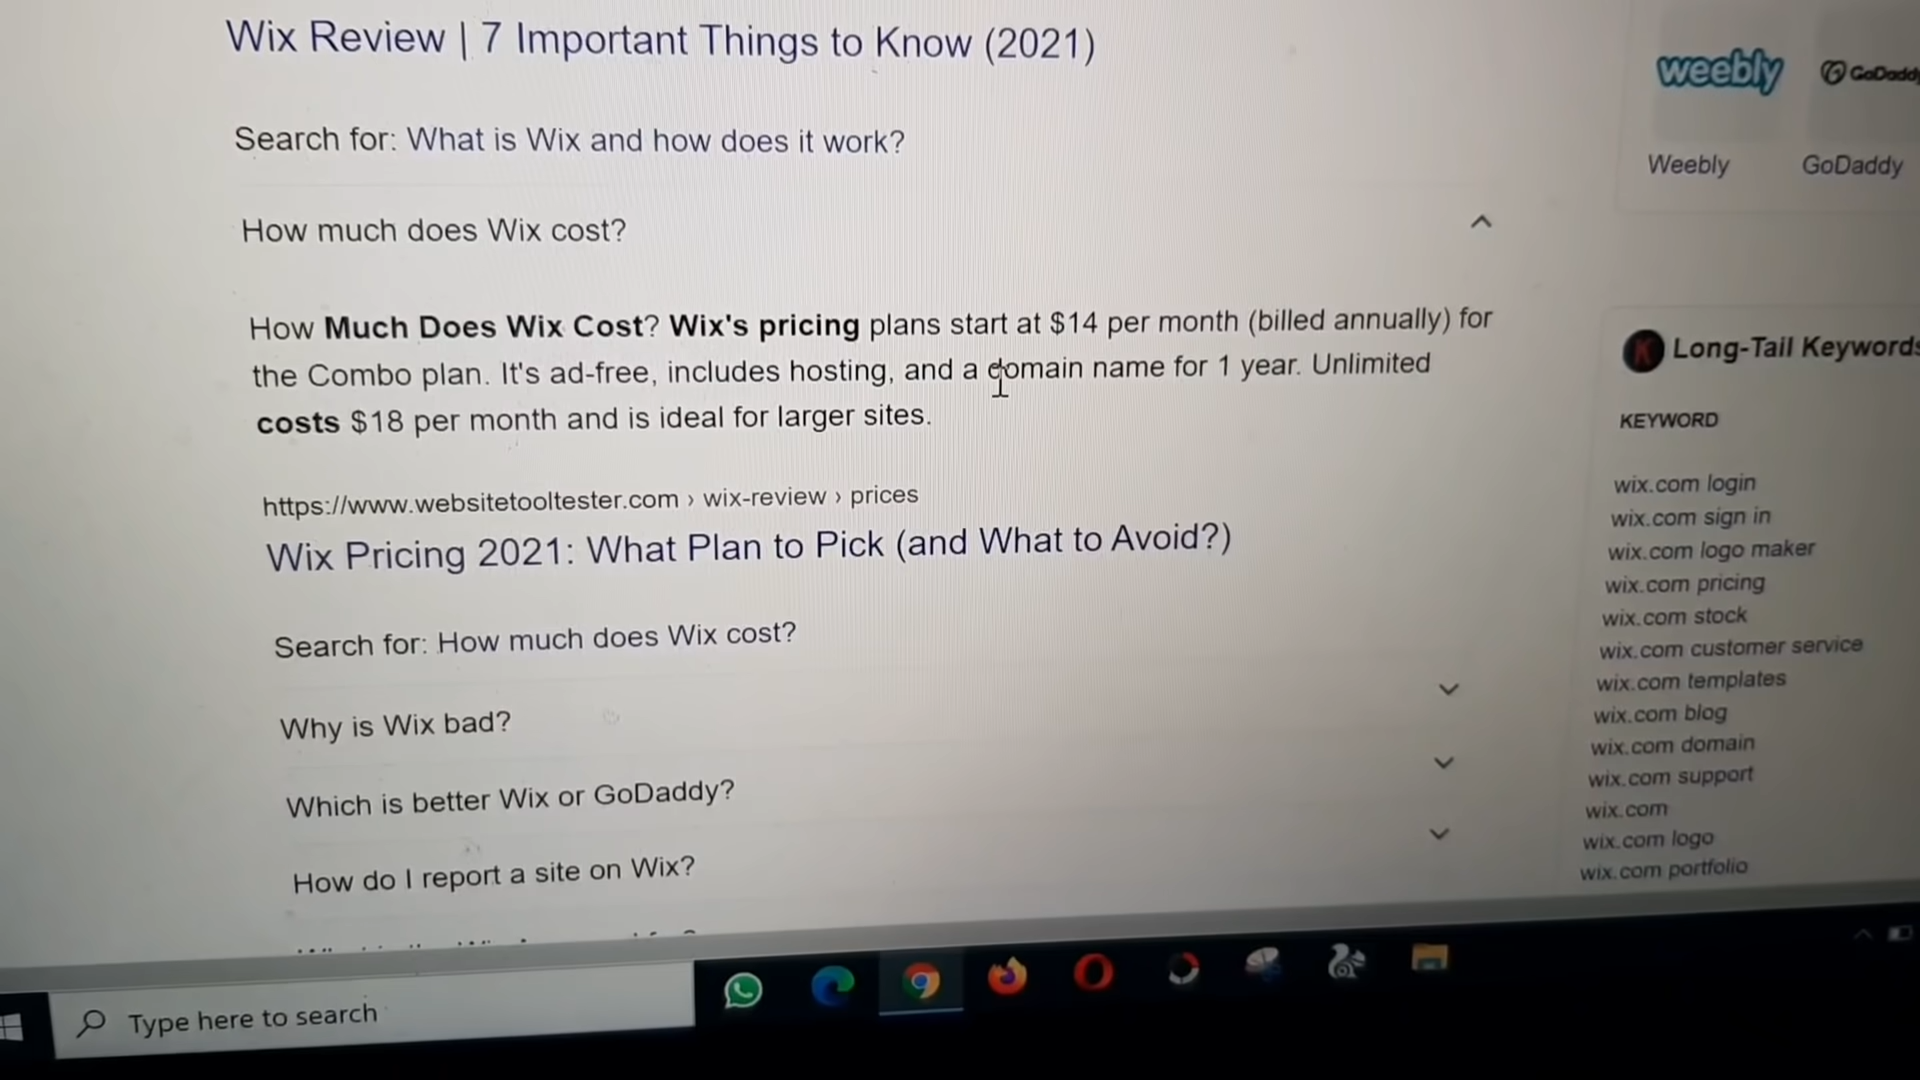 Wix Review | 7 Important Things to Know (2021)
Search for: What is Wix and how does it work?
How much does Wix cost?
How Much Does Wix Cost? Wix's pricing plans start at $14 per month (billed annually) for
the Combo plan. It's ad-free, includes hosting, and a domain name for 1 year. Unlimited
costs $18 per month and is ideal for larger sites.
https://www.websitetooltester.com › wix-review › prices
Wix Pricing 2021: What Plan to Pick (and What to Avoid?)
Search for: How much does Wix cost?
Why is Wix bad?
Which is better Wix or GoDaddy?
How do I report a site on Wix?
weebly
GoDaddy
Weebly
GoDaddy
Long-Tail Keywords
KEYWORD
wix.com login
wix.com sign in
wix.com logo maker
wix.com pricing
wix.com stock
wix.com customer service
wix.com templates
wix.com blog
wix.com domain
wix.com support
wix.com
wix.com logo
wix.com portfolio
Type here to search